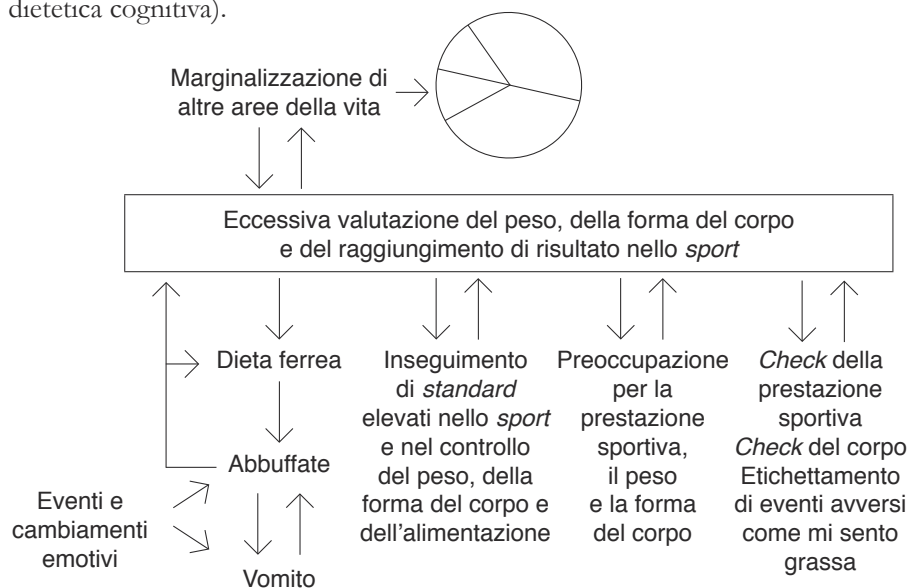 dietetica cognitiva).
Marginalizzazione di
altre aree della vita
Eccessiva valutazione del peso, della forma del corpo
e del raggiungimento di risultato nello sport
Dieta ferrea
Abbuffate
Eventi e
cambiamenti
emotivi
Vomito
Inseguimento
di standard
elevati nello sport
e nel controllo
del peso, della
forma del corpo e
dell'alimentazione
Preoccupazione
per la
prestazione
sportiva,
il peso
e la forma
del corpo
Check della
prestazione
sportiva
Check del corpo
Etichettamento
di eventi avversi
come mi sento
grassa